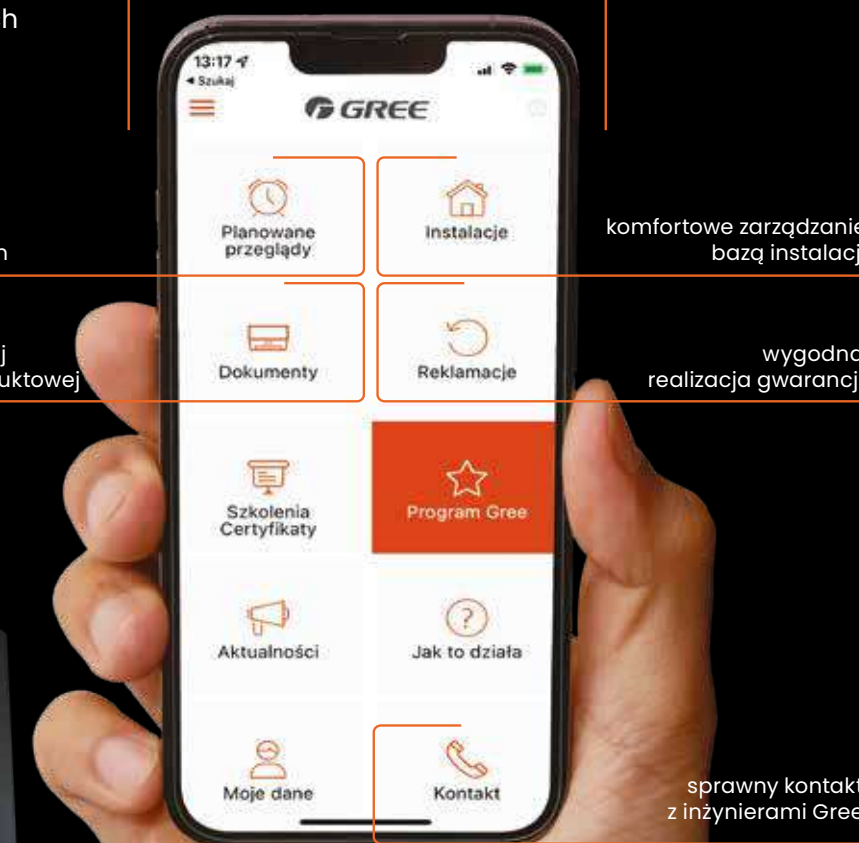 13:17
Szukaj
GREE
Planowane
przeglądy
Instalacje
komfortowe zarządzanie
bazą instalacj
Dokumenty
Reklamacje
wygodna
realizacja gwarancj
uktowej
Szkolenia
Certyfikaty
Program Gree
Aktualności
Jak to działa
?
Moje dane
Kontakt
sprawny kontakt
z inżynierami Gree